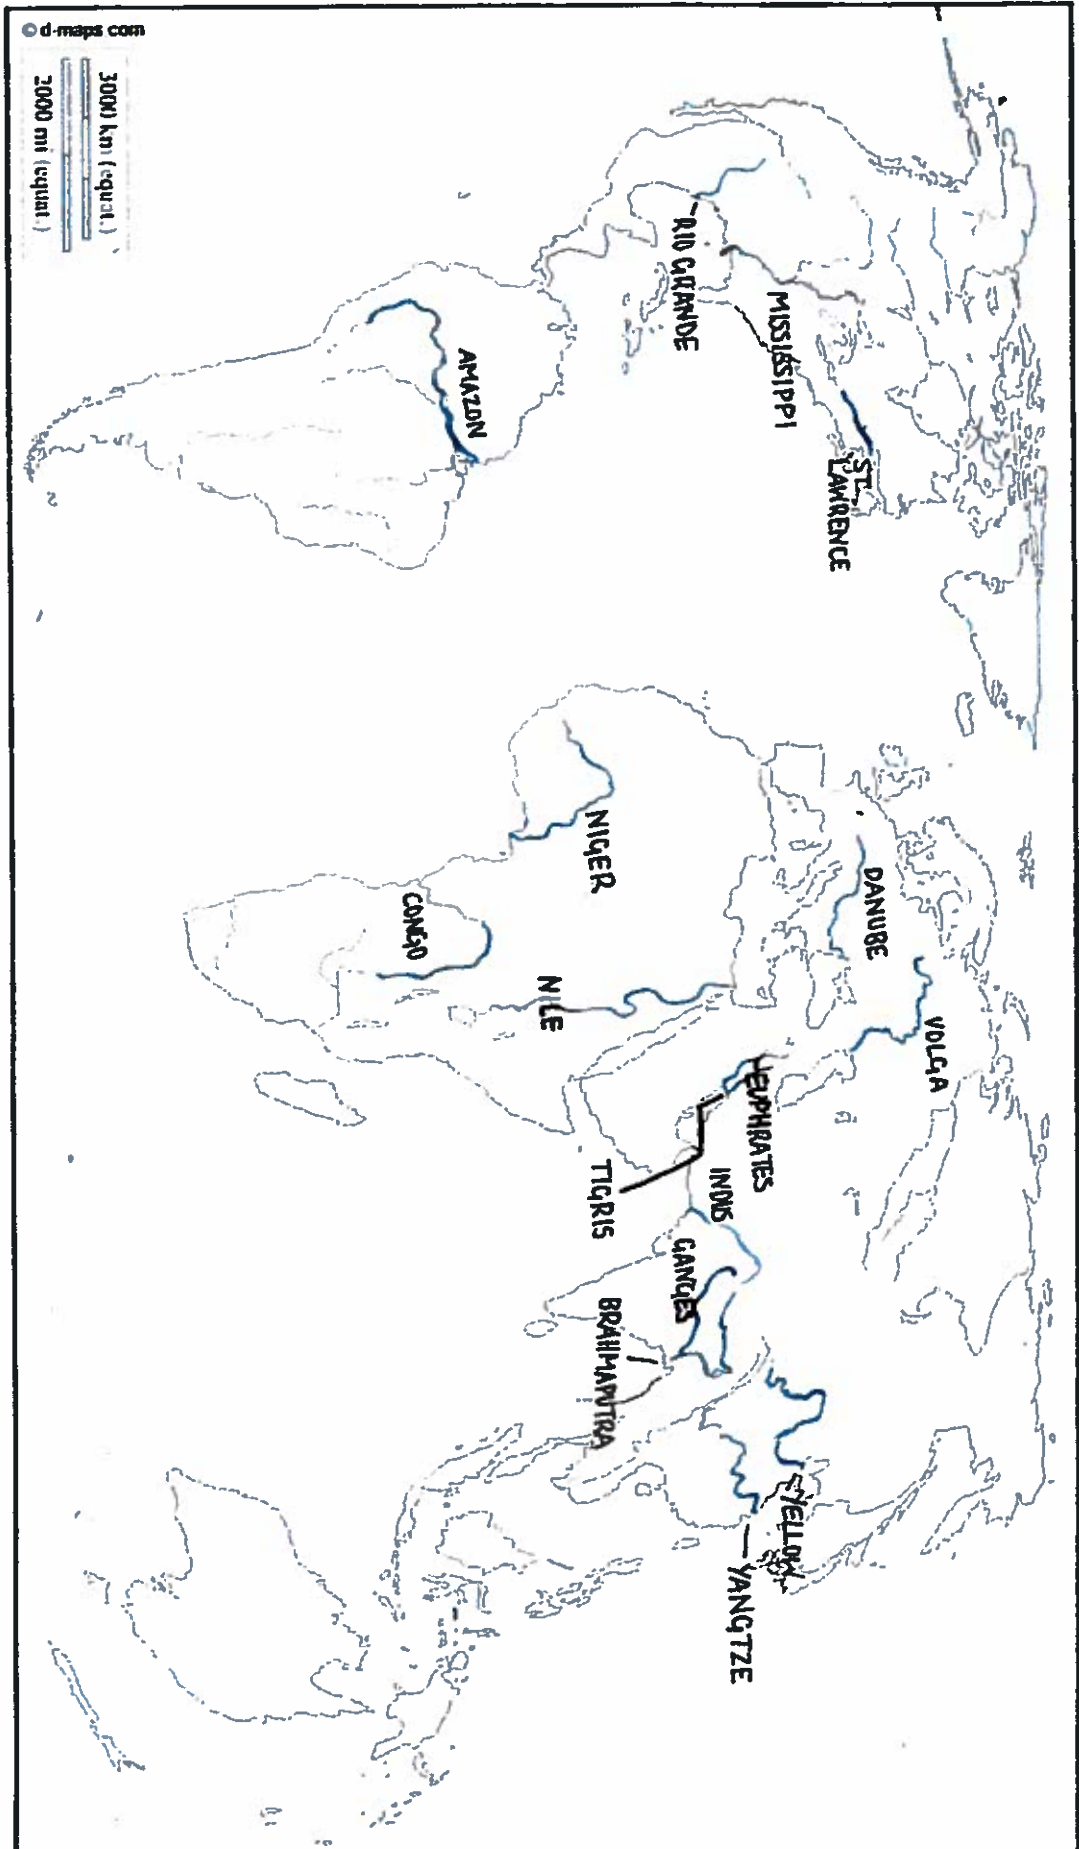 © d-maps com
3000 km (equat.)
2000 mi (equat.)
RIO GRANDE
MISSISSIPPI
ST.
LAWRENCE
AMAZON
NIGER
CONGO
NILE
DANUBE
VOLGA
EUPHRATES
TIGRIS
INDUS
GANGES
BRAHMAPUTRA
YELLOW
YANGTZE